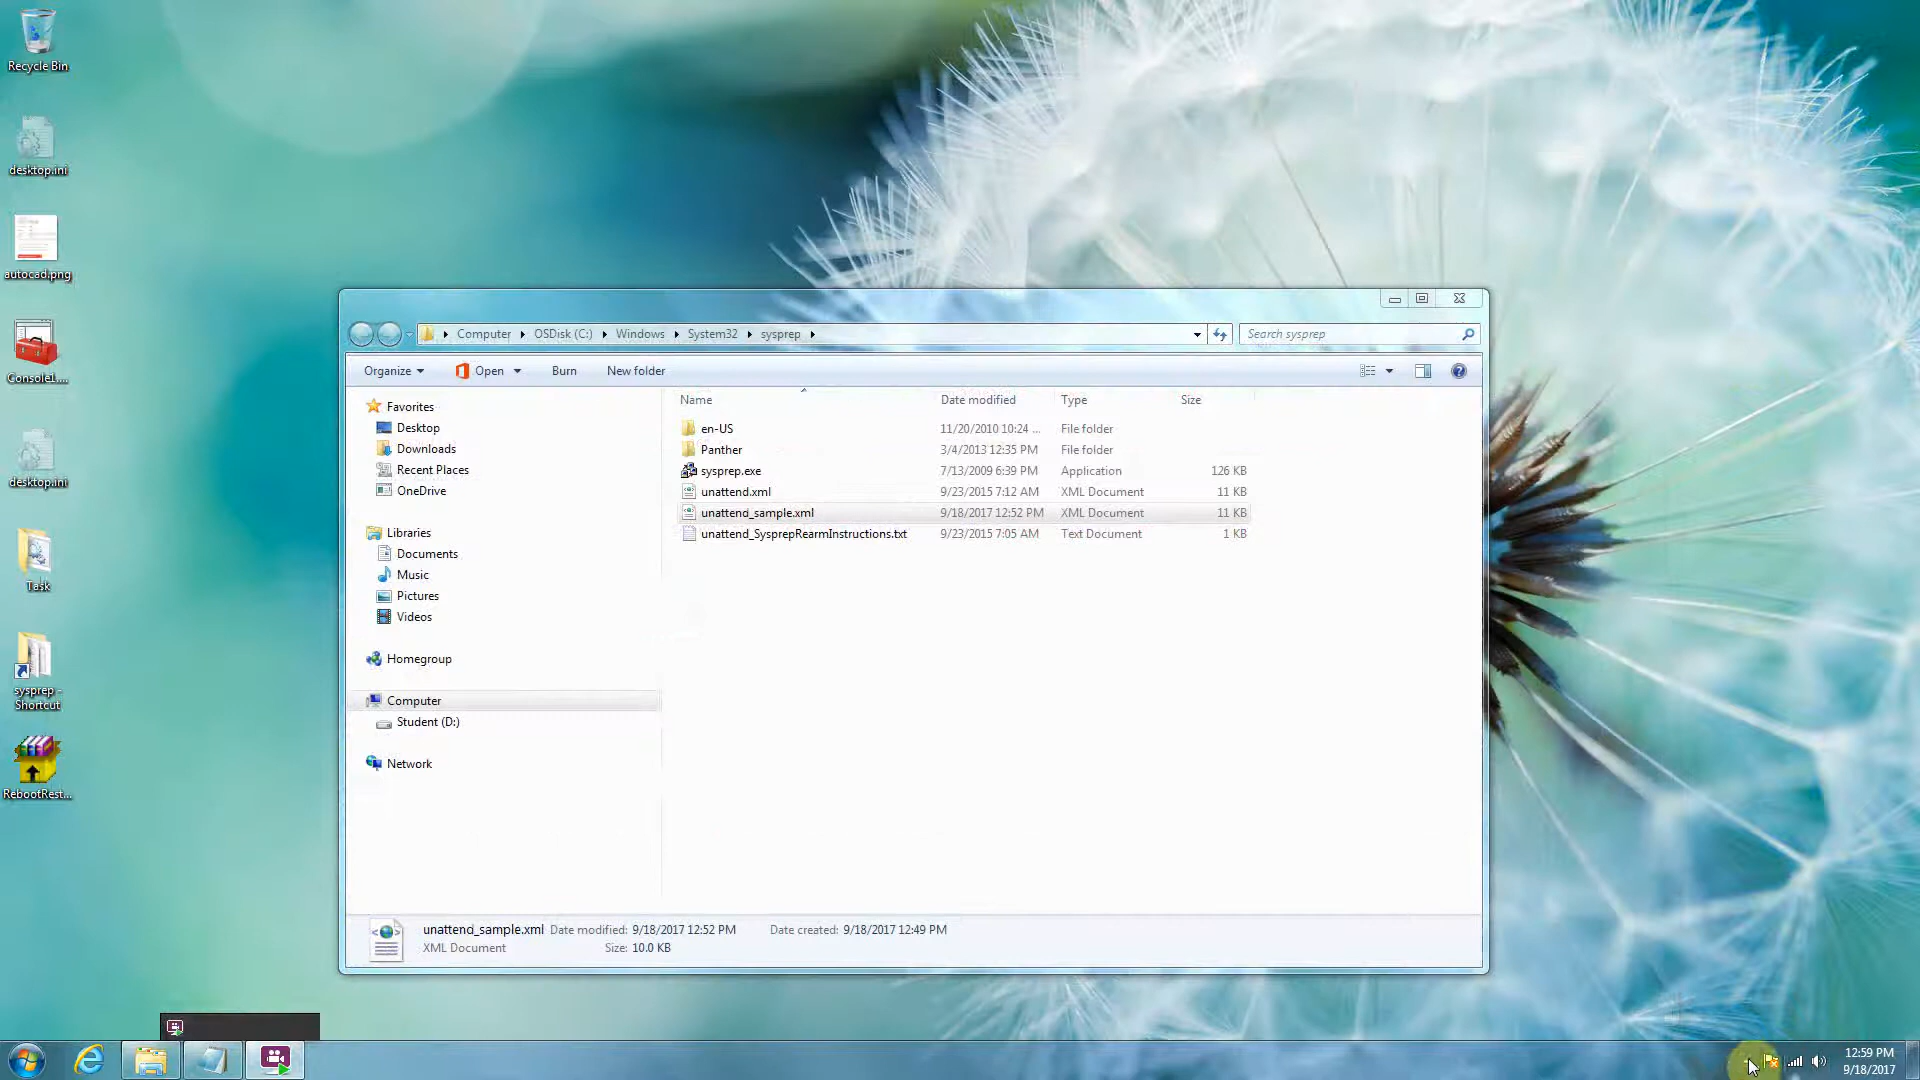 Recycle Bin
desktop.ini
autocad.png
Console1....
desktop.ini
Task
sysprep -
Shortcut
RebootRest...
Computer OSDisk (C:) Windows System32 sysprep
Search sysprep
Organize Open Burn New folder
Favorites
Desktop
Downloads
Recent Places
OneDrive
Libraries
Documents
Music
Pictures
Videos
Homegroup
Computer
Student (D:)
Network
Name Date modified Type Size
en-US 11/20/2010 10:24 ... File folder
Panther 3/4/2013 12:35 PM File folder
sysprep.exe 7/13/2009 6:39 PM Application 126 KB
unattend.xml 9/23/2015 7:12 AM XML Document 11 KB
unattend_sample.xml 9/18/2017 12:52 PM XML Document 11 KB
unattend_SysprepRearmInstructions.txt 9/23/2015 7:05 AM Text Document 1 KB
unattend_sample.xml Date modified: 9/18/2017 12:52 PM Date created: 9/18/2017 12:49 PM
XML Document Size: 10.0 KB
12:59 PM
9/18/2017